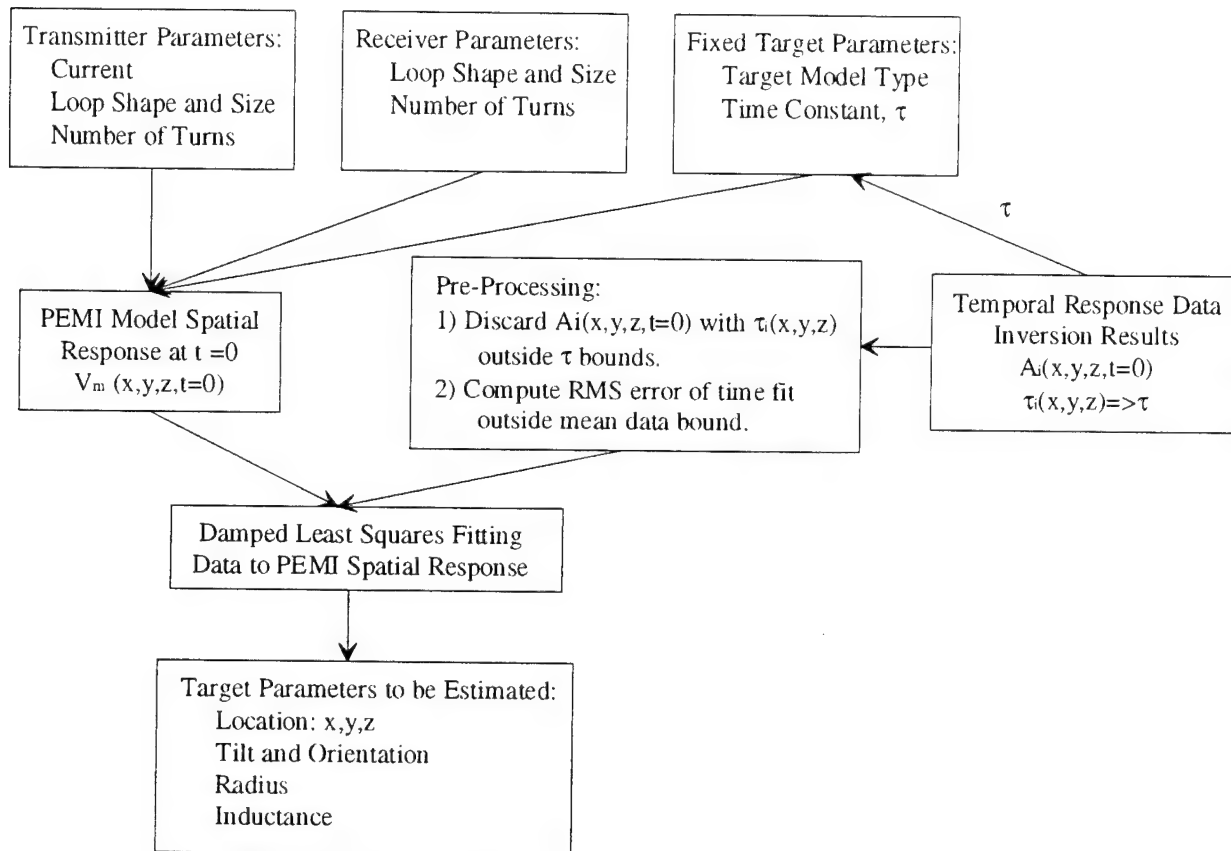 Transmitter Parameters:
Current
Loop Shape and Size
Number of Turns
Receiver Parameters:
Loop Shape and Size
Number of Turns
Fixed Target Parameters:
Target Model Type
Time Constant, τ
τ
PEMI Model Spatial
Response at t =0
Vm (x,y,z,t=0)
Pre-Processing:
1) Discard Ai(x,y,z,t=0) with τi(x,y,z)
outside τ bounds.
2) Compute RMS error of time fit
outside mean data bound.
Temporal Response Data
Inversion Results
Ai(x,y,z,t=0)
τi(x,y,z)=>τ
Damped Least Squares Fitting
Data to PEMI Spatial Response
Target Parameters to be Estimated:
Location: x,y,z
Tilt and Orientation
Radius
Inductance